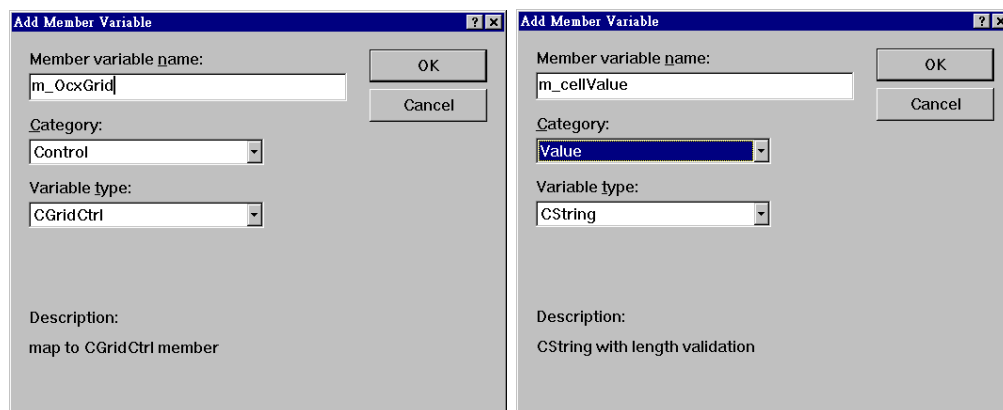 Add Member Variable
Member variable name:
m_OcxGrid
Category:
Control
Variable type:
CGridCtrl
Description:
map to CGridCtrl member
OK
Cancel
Add Member Variable
Member variable name:
m_cellValue
Category:
Value
Variable type:
CString
Description:
CString with length validation
OK
Cancel